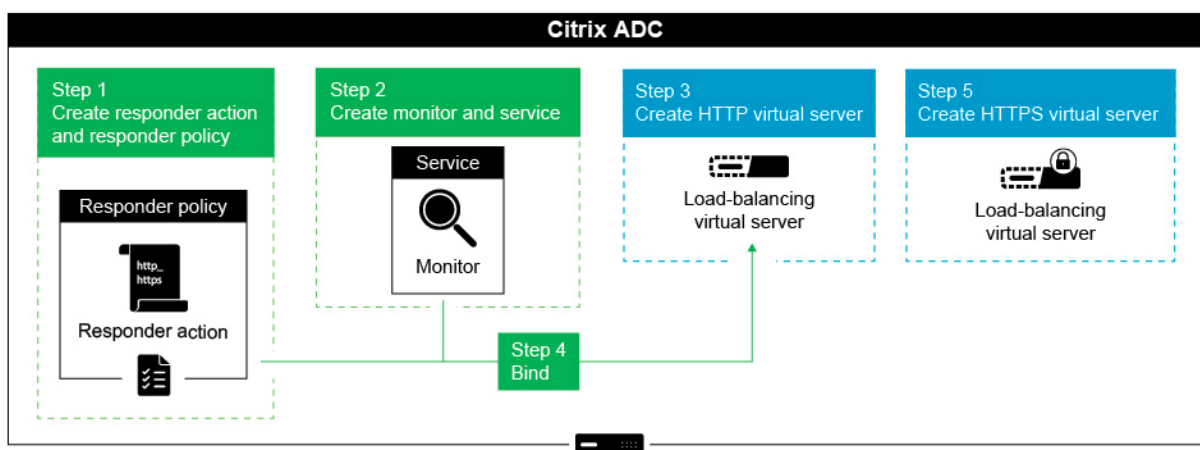 Citrix ADC
Step 1
Create responder action
and responder policy
Responder policy
http_
https
Responder action
Step 2
Create monitor and service
Service
Monitor
Step 3
Create HTTP virtual server
Load-balancing
virtual server
Step 4
Bind
Step 5
Create HTTPS virtual server
Load-balancing
virtual server